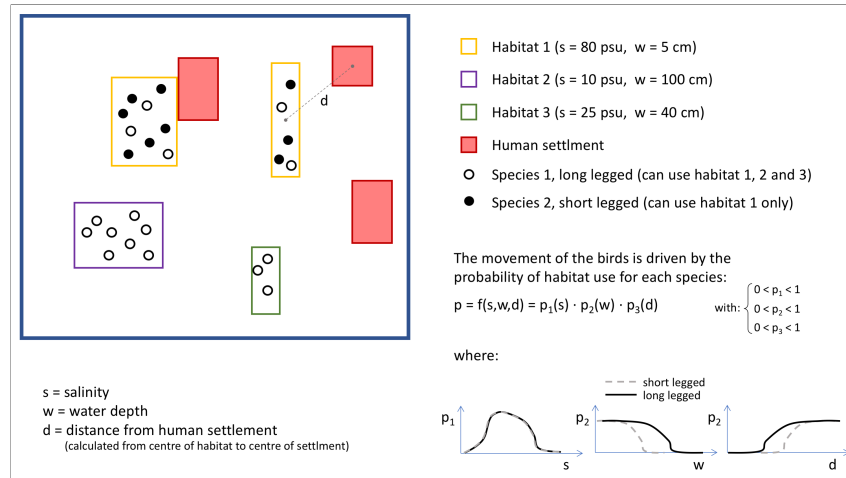 d
Habitat 1 (s = 80 psu, w = 5 cm)
Habitat 2 (s = 10 psu, w = 100 cm)
Habitat 3 (s = 25 psu, w = 40 cm)
Human settlment
Species 1, long legged (can use habitat 1, 2 and 3)
Species 2, short legged (can use habitat 1 only)
The movement of the birds is driven by the
probability of habitat use for each species:
p = f(s,w,d) = p₁(s) · p₂(w) · p₃(d)
with:
0 < p₁ < 1
0 < p₂ < 1
0 < p₃ < 1
where:
s = salinity
w = water depth
d = distance from human settlement
(calculated from centre of habitat to centre of settlment)
short legged
long legged
p₁
s
p₂
w
p₂
d